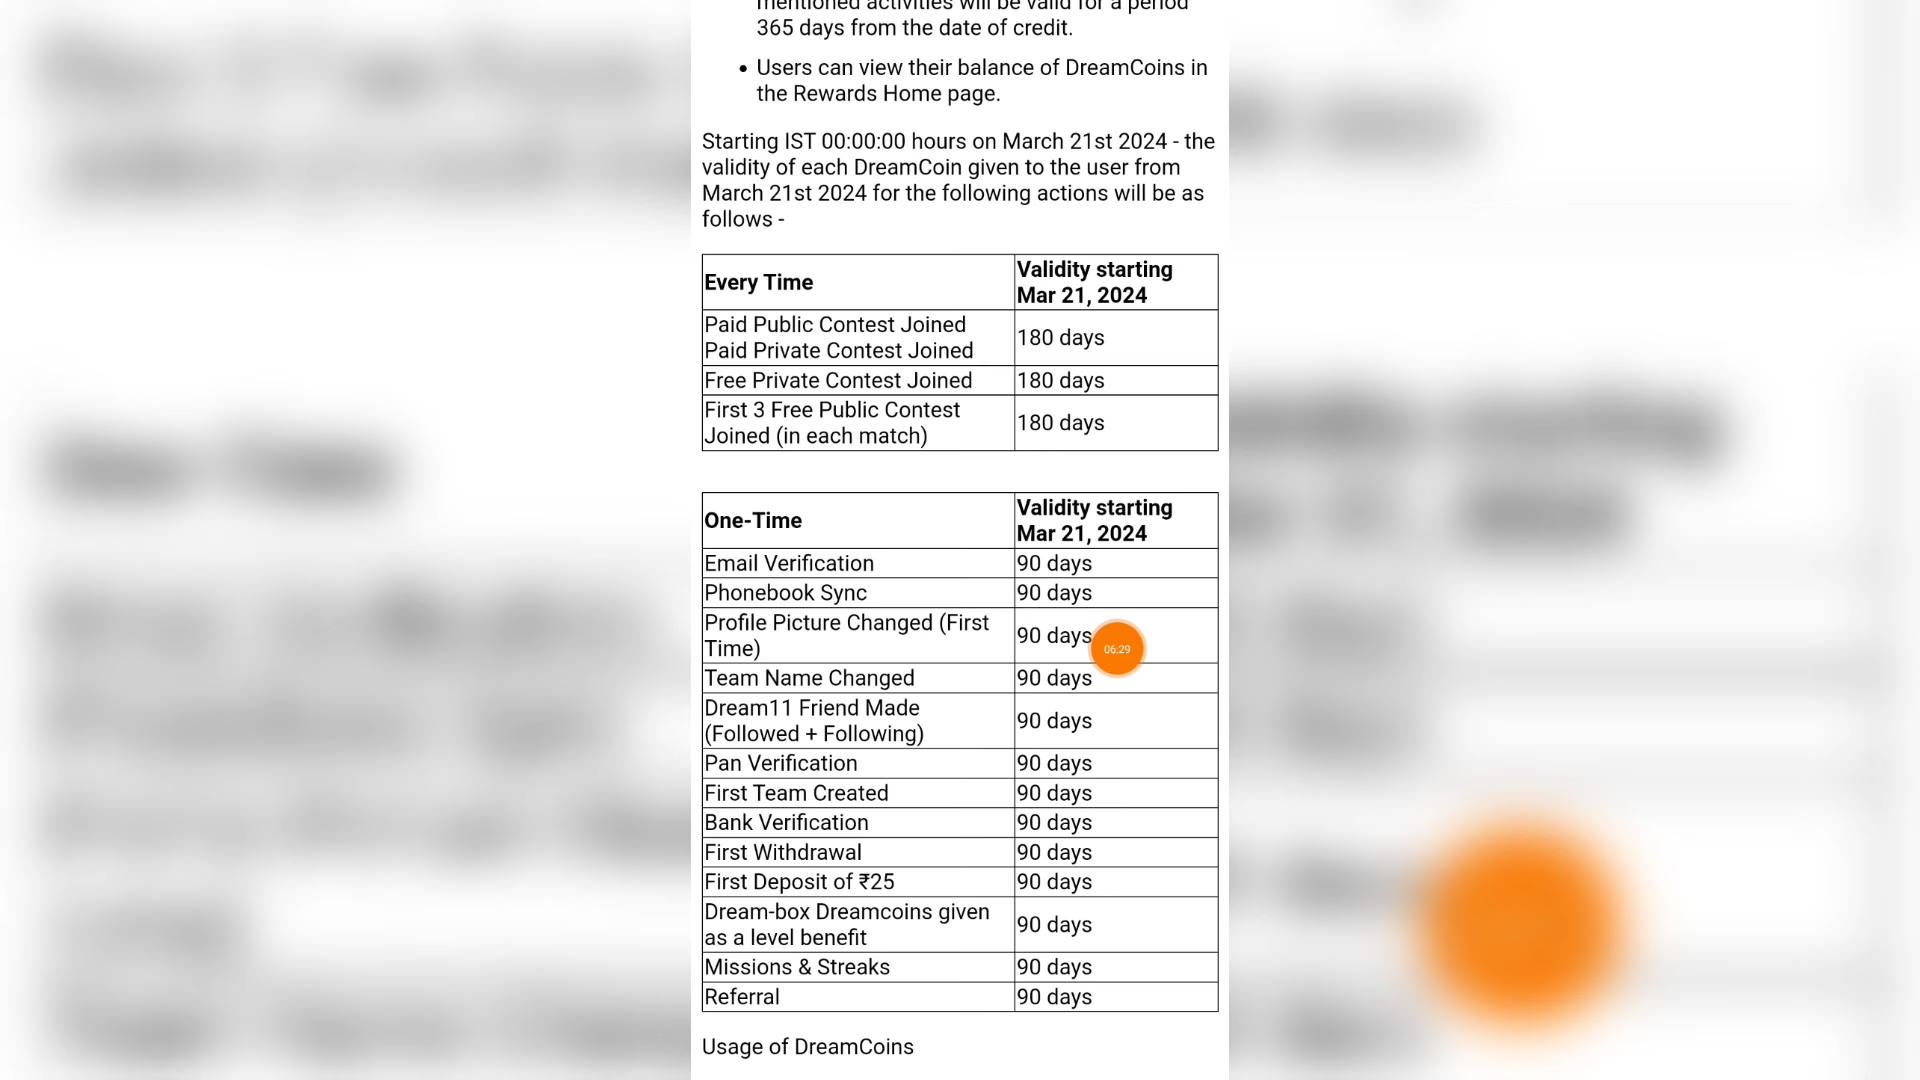 mentioned activities will be valid for a period
365 days from the date of credit.
• Users can view their balance of DreamCoins in
the Rewards Home page.
Starting IST 00:00:00 hours on March 21st 2024 - the
validity of each DreamCoin given to the user from
March 21st 2024 for the following actions will be as
follows -
Every Time
Validity starting
Mar 21, 2024
Paid Public Contest Joined
Paid Private Contest Joined
180 days
Free Private Contest Joined
180 days
First 3 Free Public Contest
Joined (in each match)
180 days
One-Time
Validity starting
Mar 21, 2024
Email Verification
90 days
Phonebook Sync
90 days
Profile Picture Changed (First
Time)
90 days
06:29
Team Name Changed
90 days
Dream11 Friend Made
(Followed + Following)
90 days
Pan Verification
90 days
First Team Created
90 days
Bank Verification
90 days
First Withdrawal
90 days
First Deposit of ₹25
90 days
Dream-box Dreamcoins given
as a level benefit
90 days
Missions & Streaks
90 days
Referral
90 days
Usage of DreamCoins